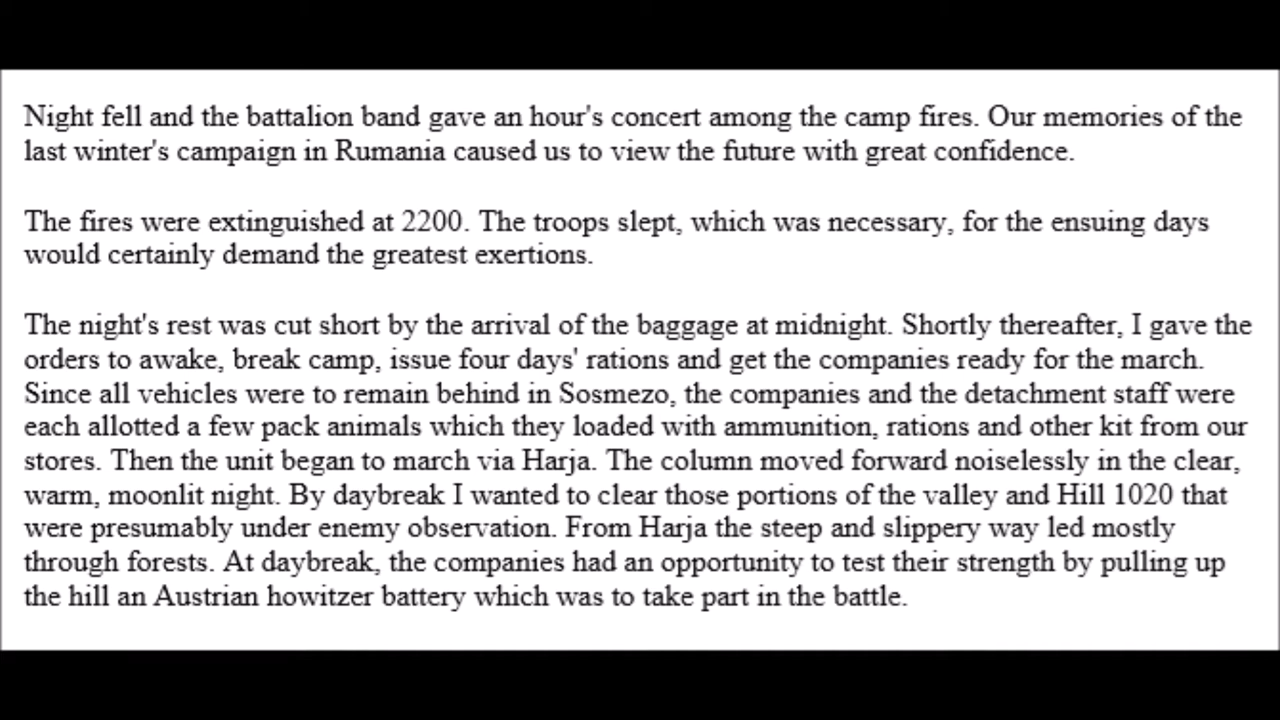 Night fell and the battalion band gave an hour's concert among the camp fires. Our memories of the
last winter's campaign in Rumania caused us to view the future with great confidence.
The fires were extinguished at 2200. The troops slept, which was necessary, for the ensuing days
would certainly demand the greatest exertions.
The night's rest was cut short by the arrival of the baggage at midnight. Shortly thereafter, I gave the
orders to awake, break camp, issue four days' rations and get the companies ready for the march.
Since all vehicles were to remain behind in Sosmezo, the companies and the detachment staff were
each allotted a few pack animals which they loaded with ammunition, rations and other kit from our
stores. Then the unit began to march via Harja. The column moved forward noiselessly in the clear,
warm, moonlit night. By daybreak I wanted to clear those portions of the valley and Hill 1020 that
were presumably under enemy observation. From Harja the steep and slippery way led mostly
through forests. At daybreak, the companies had an opportunity to test their strength by pulling up
the hill an Austrian howitzer battery which was to take part in the battle.